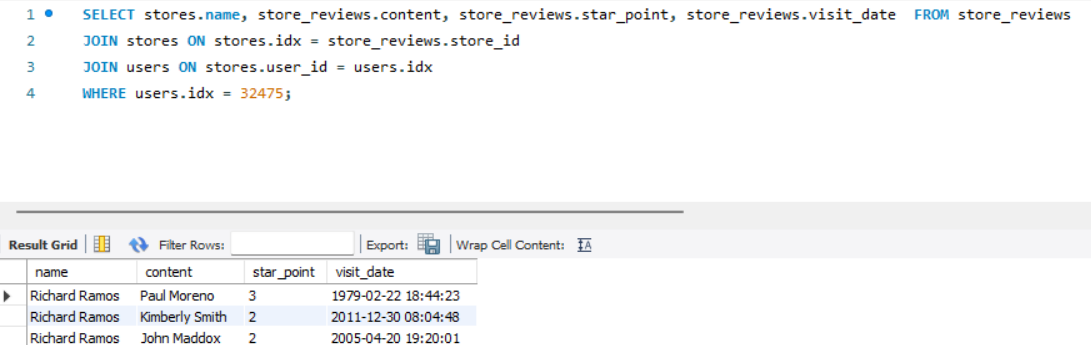 1 SELECT stores.name, store_reviews.content, store_reviews.star_point, store_reviews.visit_date  FROM store_reviews
2 JOIN stores ON stores.idx = store_reviews.store_id
3 JOIN users ON stores.user_id = users.idx
4 WHERE users.idx = 32475;
Result Grid Filter Rows: Export: Wrap Cell Content: IA
name content star_point visit_date
Richard Ramos Paul Moreno 3 1979-02-22 18:44:23
Richard Ramos Kimberly Smith 2 2011-12-30 08:04:48
Richard Ramos John Maddox 2 2005-04-20 19:20:01